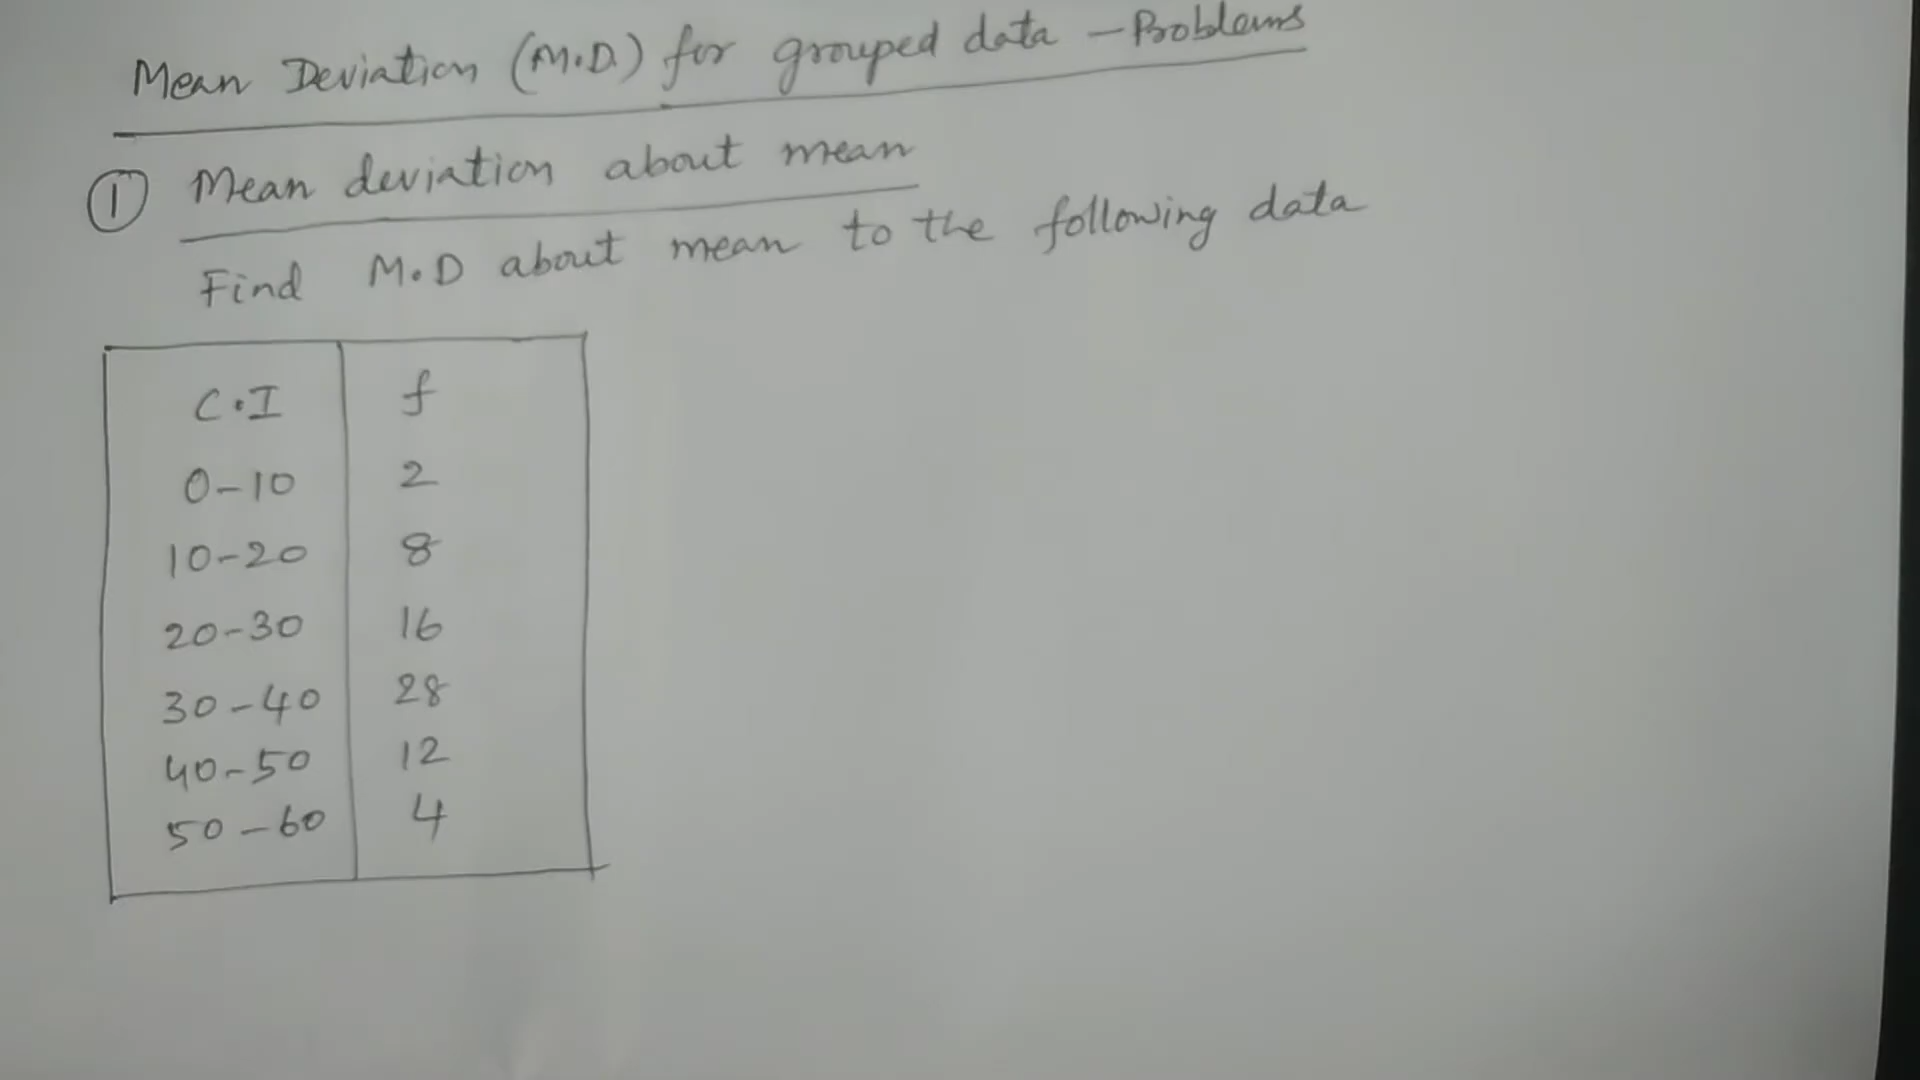 Mean Deviation (M.D.) for grouped data - Problems
① Mean deviation about mean
Find M.D about mean to the following data
C.I f
0-10 2
10-20 8
20-30 16
30-40 28
40-50 12
50-60 4